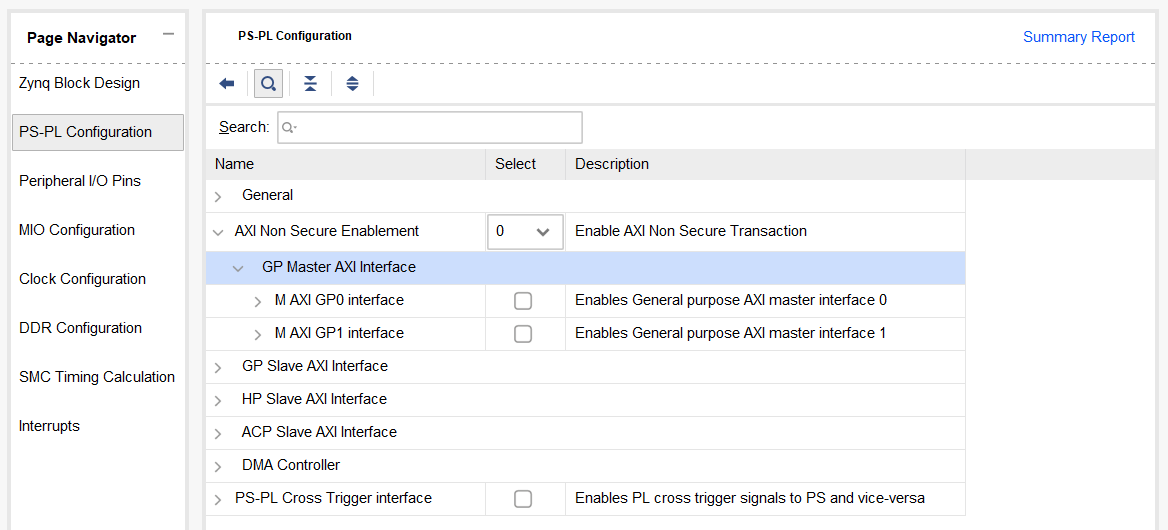 Page Navigator
PS-PL Configuration
Summary Report
Zynq Block Design
PS-PL Configuration
Peripheral I/O Pins
MIO Configuration
Clock Configuration
DDR Configuration
SMC Timing Calculation
Interrupts
Search:
Name Select Description
General
AXI Non Secure Enablement 0 Enable AXI Non Secure Transaction
GP Master AXI Interface
M AXI GP0 interface Enables General purpose AXI master interface 0
M AXI GP1 interface Enables General purpose AXI master interface 1
GP Slave AXI Interface
HP Slave AXI Interface
ACP Slave AXI Interface
DMA Controller
PS-PL Cross Trigger interface Enables PL cross trigger signals to PS and vice-versa